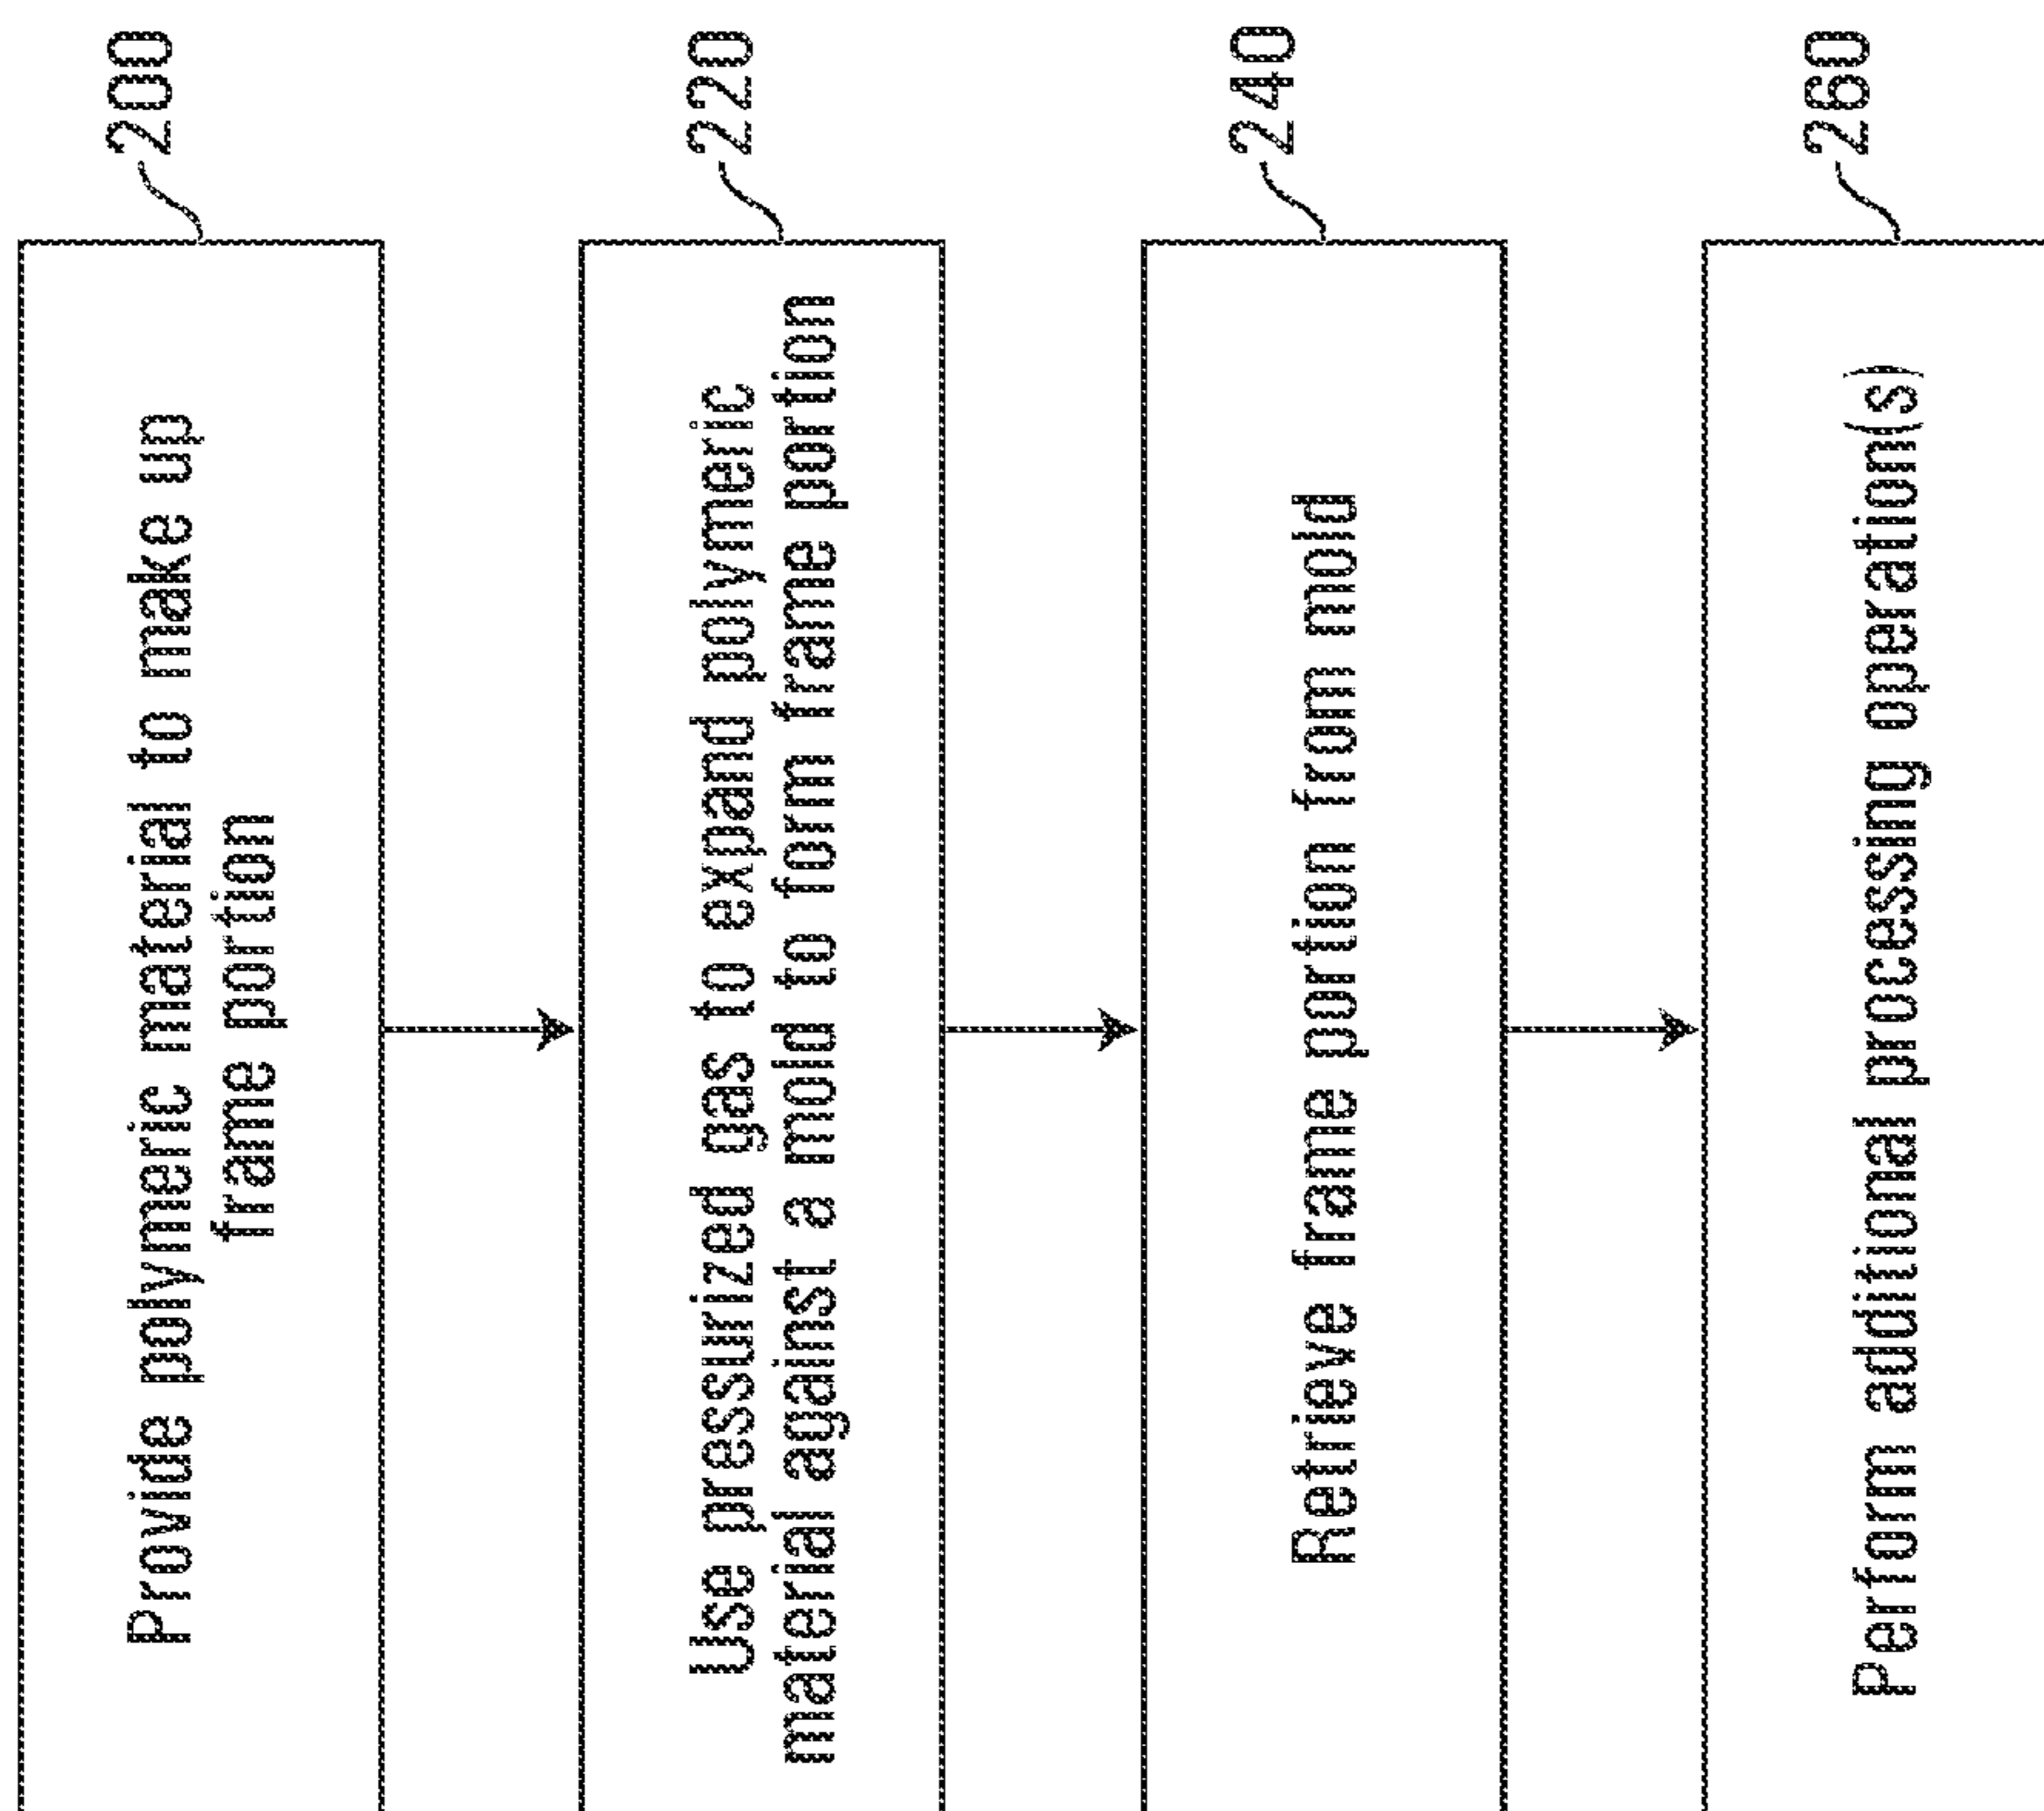 Provide polymeric material to make up
frame portion
200
Use pressurized gas to expand polymeric
material against a mold to form frame portion
220
Retrieve frame portion from mold
240
Perform additional processing operation(s)
260